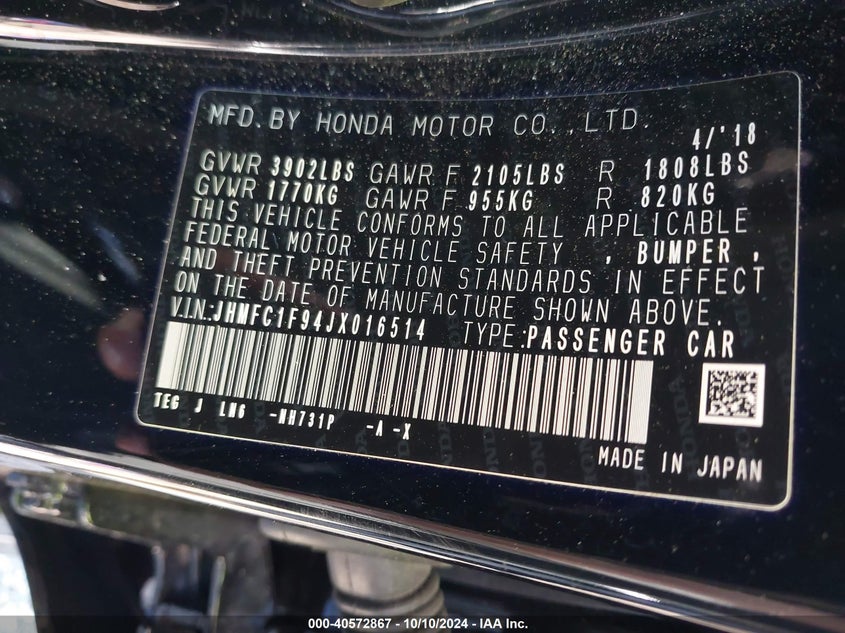 MFD. BY HONDA MOTOR CO., LTD. 4/'18
GVWR 3902LBS GAWR F 2105LBS R 1808LBS
GVWR 1770KG GAWR F 955KG R 820KG
THIS VEHICLE CONFORMS TO ALL APPLICABLE
FEDERAL MOTOR VEHICLE SAFETY , BUMPER ,
AND THEFT PREVENTION STANDARDS IN EFFECT
ON THE DATE OF MANUFACTURE SHOWN ABOVE.
V.I.N:JHMFC1F94JX016514 TYPE:PASSENGER CAR
TEG J LM6 -NH731P -A -X
MADE IN JAPAN
000-40572867 - 10/10/2024 - IAA Inc.